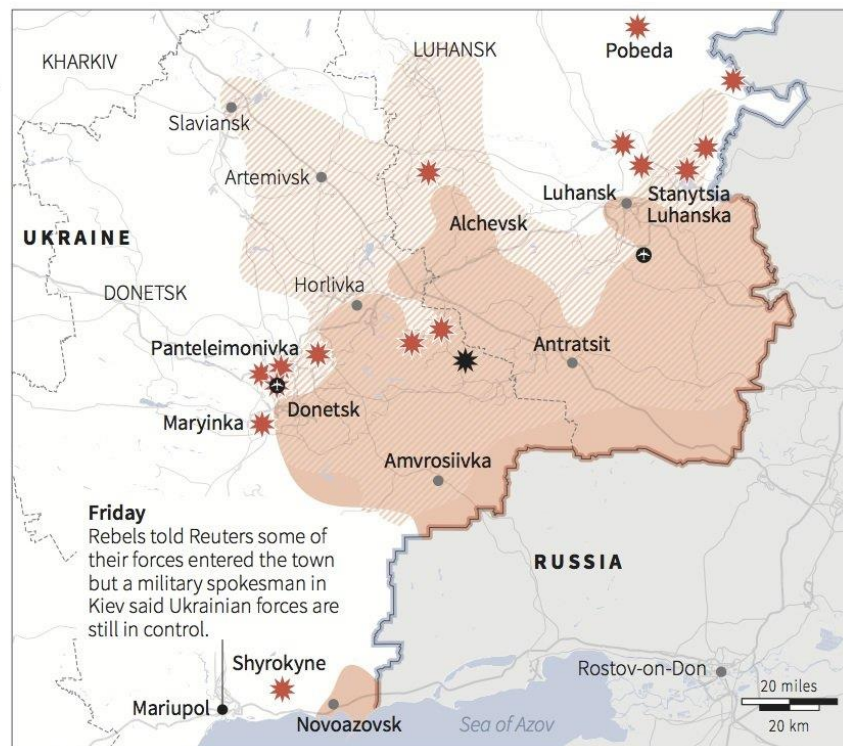 Pobeda
KHARKIV
LUHANSK
Slaviansk
Artemivsk
Luhansk
Stanytsia
Luhanska
Alchevsk
UKRAINE
DONETSK
Horlivka
Panteleimonivka
Antratsit
Donetsk
Maryinka
Amvrosiivka
Friday
Rebels told Reuters some of
their forces entered the town
but a military spokesman in
Kiev said Ukrainian forces are
still in control.
RUSSIA
Shyrokyne
Rostov-on-Don
Mariupol
Novoazovsk
Sea of Azov
20 miles
20 km